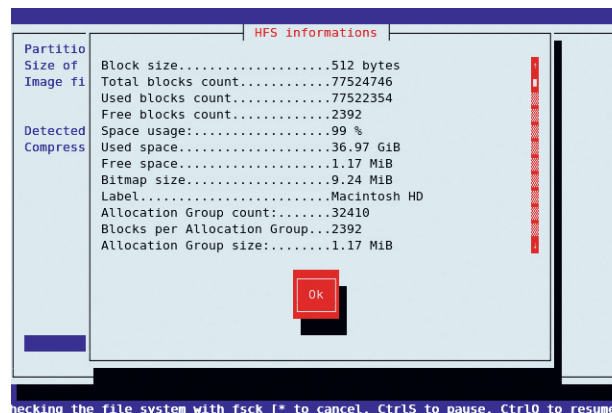 HFS informations
Partitio
Size of
Image fi
Detected
Compress
Block size....................512 bytes
Total blocks count............77524746
Used blocks count.............77522354
Free blocks count.............2392
Space usage:..................99 %
Used space....................36.97 GiB
Free space....................1.17 MiB
Bitmap size...................9.24 MiB
Label.........................Macintosh HD
Allocation Group count:.......32410
Blocks per Allocation Group...2392
Allocation Group size:........1.17 MiB
Ok
hecking the file system with fsck [* to cancel, CtrlS to pause, CtrlQ to resume